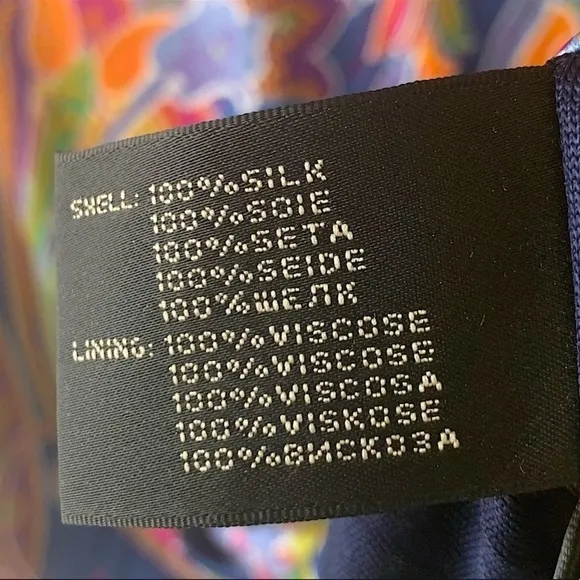 SHELL: 100% SILK
100% SOIE
100% SETA
100% SEIDE
100% ШЕЛК
LINING: 100% VISCOSE
100% VISCOSE
100% VISCOSA
100% VISKOSE
100% ВИСКОЗА